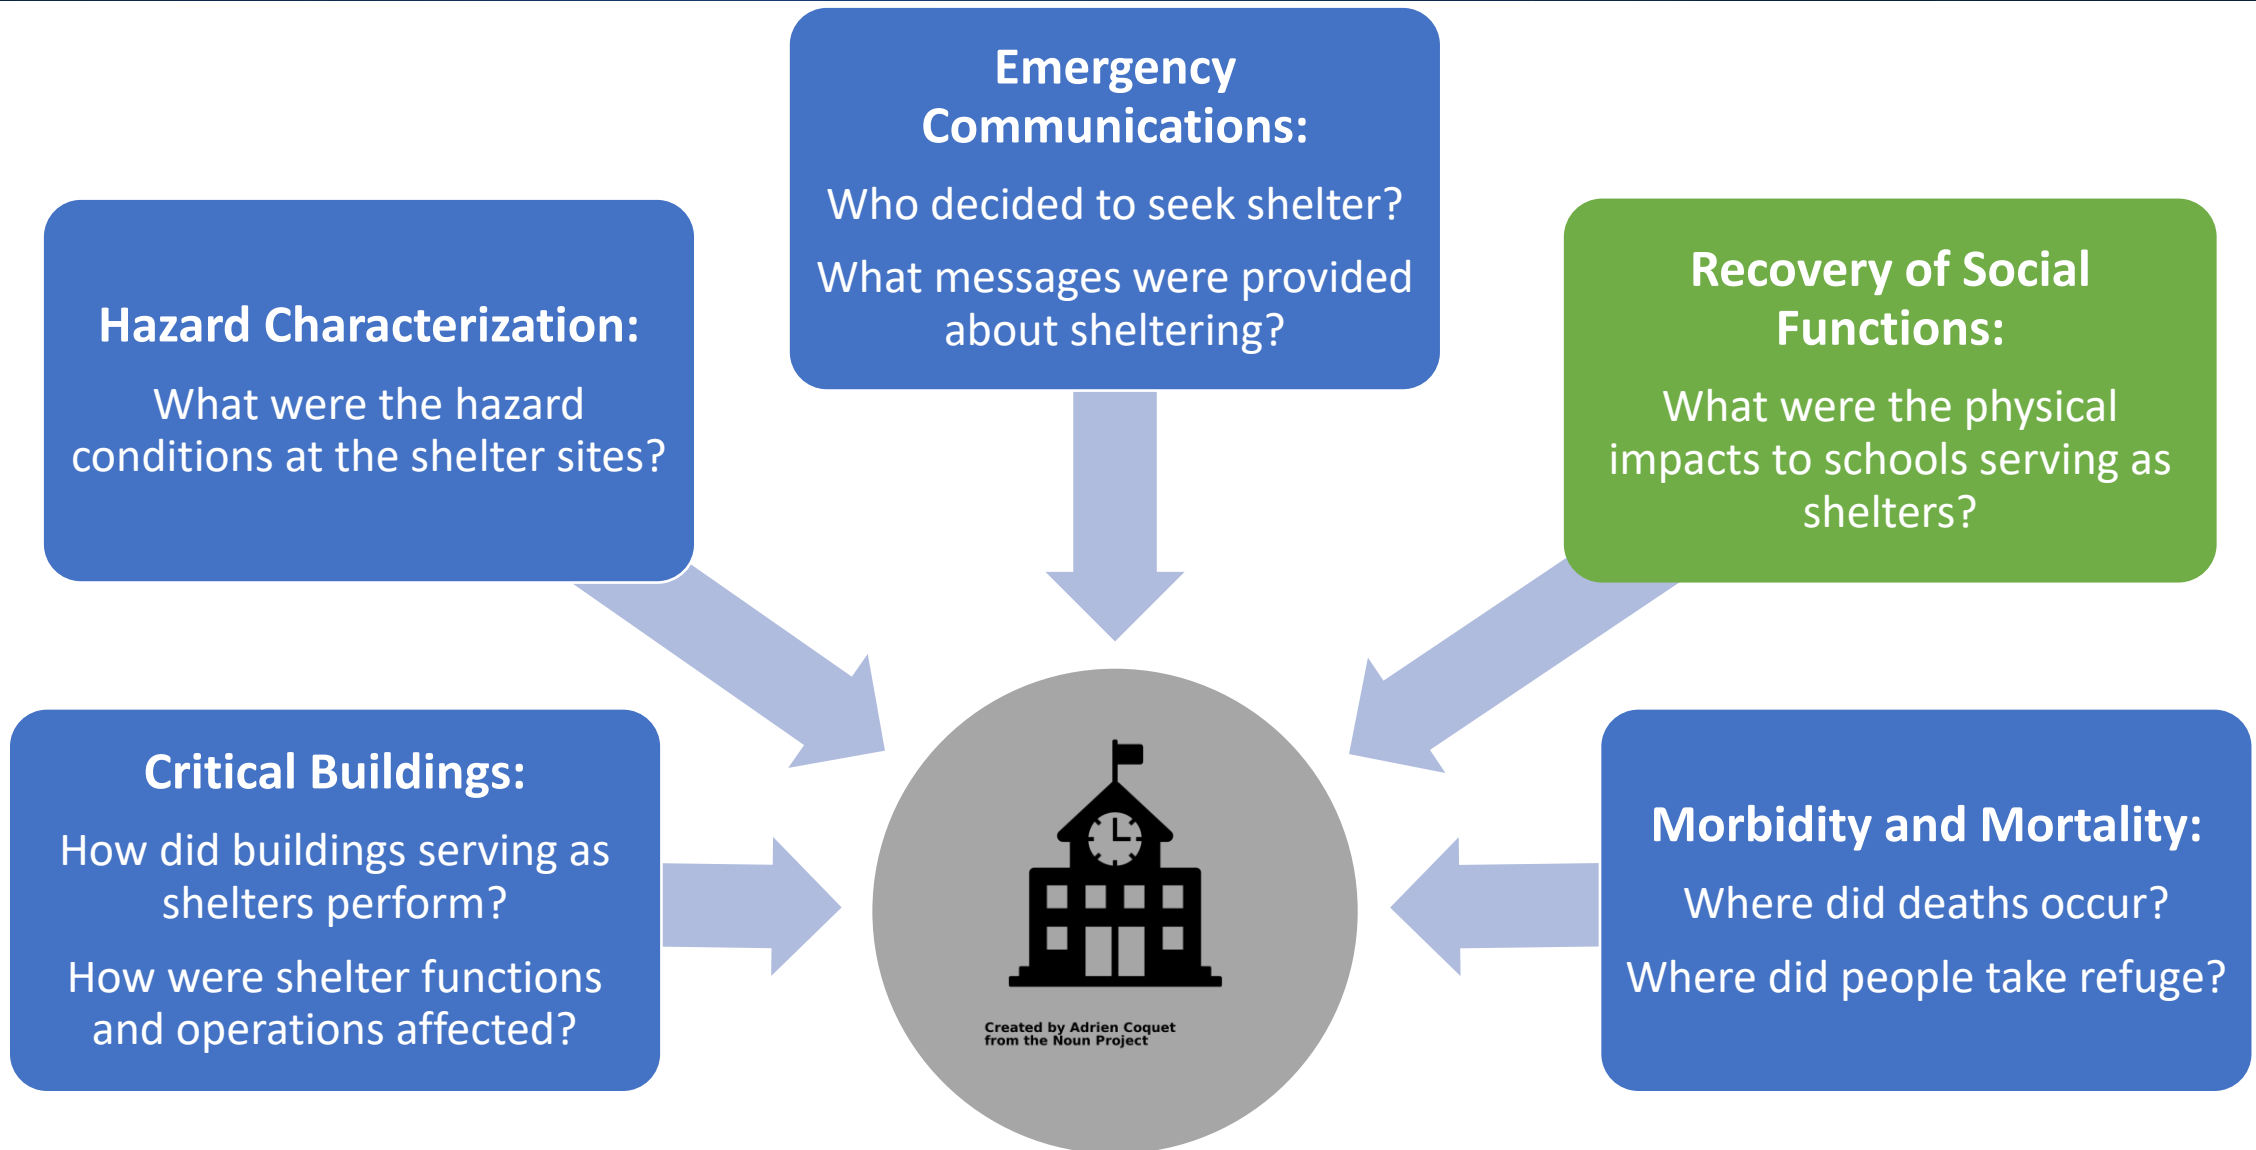 Emergency
Communications:
Who decided to seek shelter?
What messages were provided
about sheltering?
Hazard Characterization:
What were the hazard
conditions at the shelter sites?
Recovery of Social
Functions:
What were the physical
impacts to schools serving as
shelters?
Critical Buildings:
How did buildings serving as
shelters perform?
How were shelter functions
and operations affected?
Morbidity and Mortality:
Where did deaths occur?
Where did people take refuge?
Created by Adrien Coquet
from the Noun Project